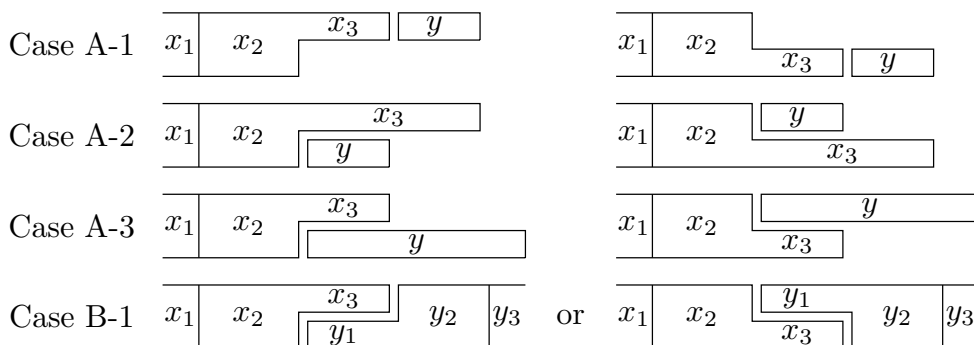 Case A-1 x₁ x₂ x₃ y x₁ x₂ x₃ y
Case A-2 x₁ x₂ x₃ y x₁ x₂ y x₃
Case A-3 x₁ x₂ x₃ y x₁ x₂ y x₃
Case B-1 x₁ x₂ x₃ y₁ y₂ y₃ or x₁ x₂ y₁ x₃ y₂ y₃